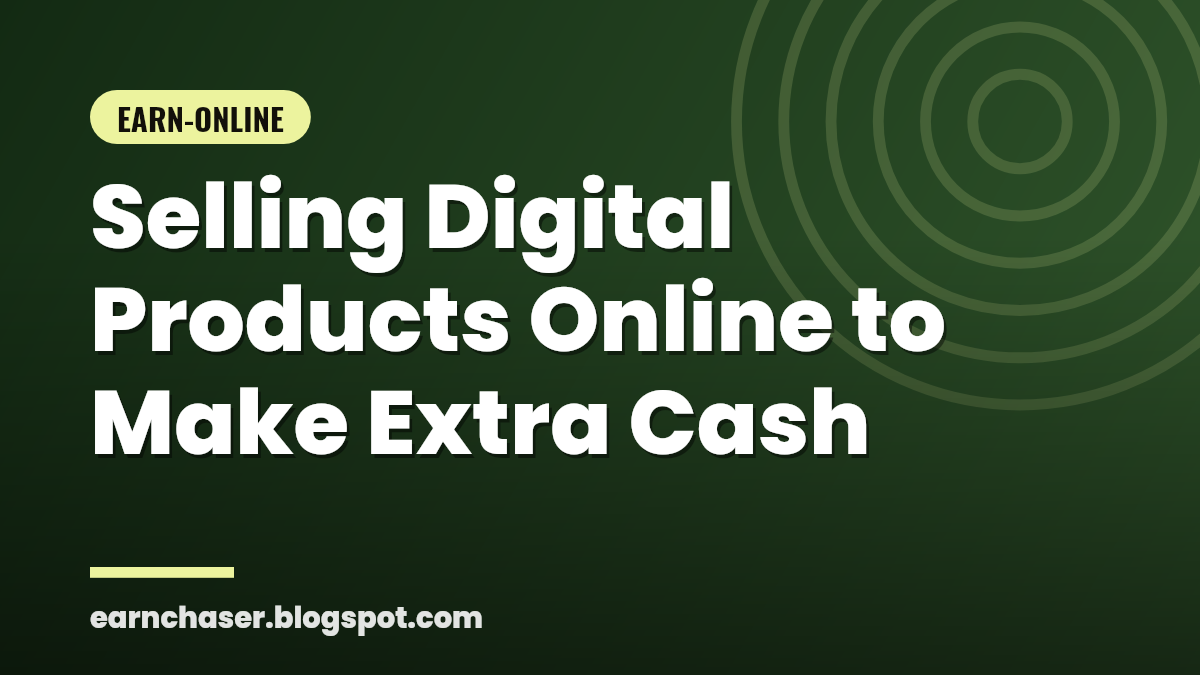 EARN-ONLINE
Selling Digital
Products Online to
Make Extra Cash
earnchaser.blogspot.com